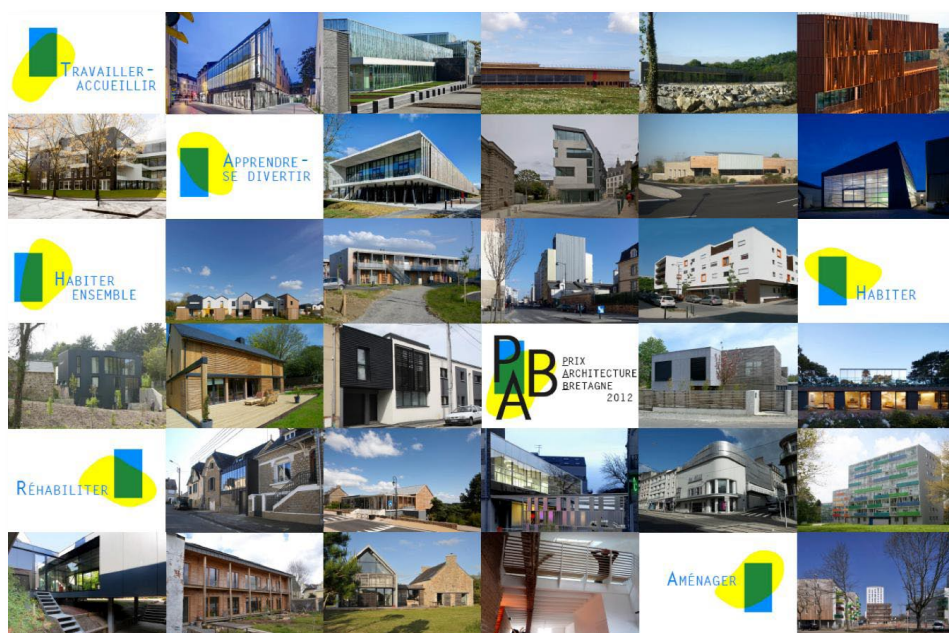 TRAVAILLER-
ACCUEILLIR
APPRENDRE-
SE DIVERTIR
HABITER
ENSEMBLE
HABITER
PAB
PRIX
ARCHITECTURE
BRETAGNE
2012
RÉHABILITER
AMÉNAGER